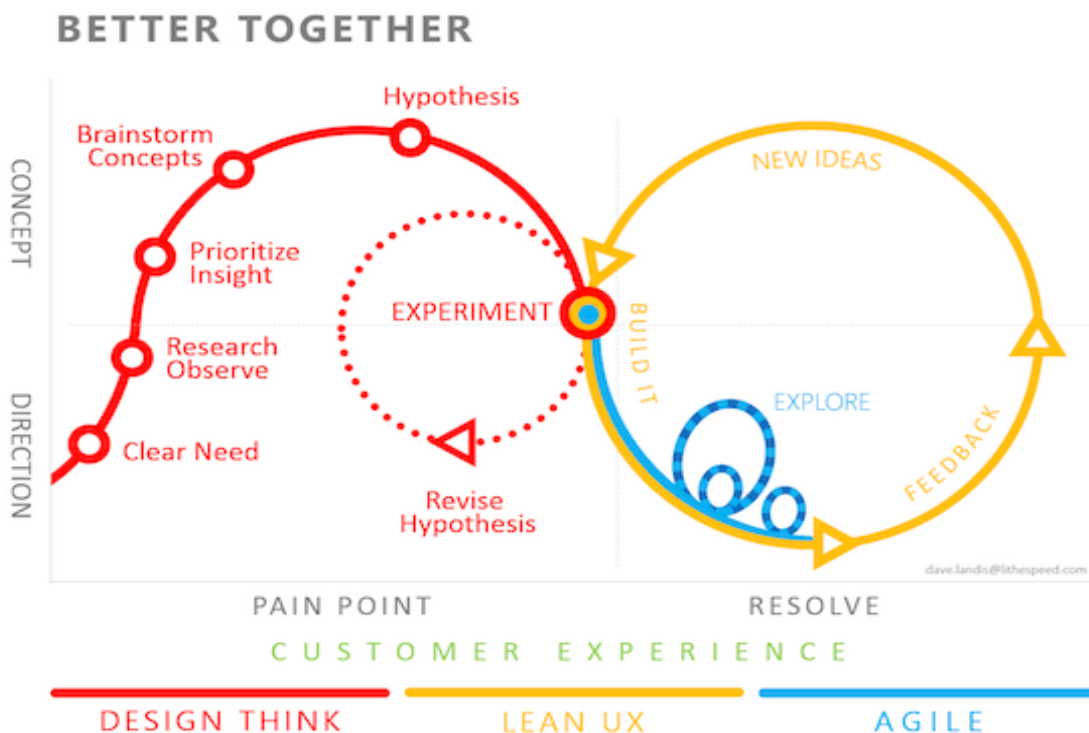 BETTER TOGETHER
Hypothesis
Brainstorm
Concepts
NEW IDEAS
CONCEPT
Prioritize
Insight
EXPERIMENT
BUILD IT
Research
Observe
DIRECTION
EXPLORE
Clear Need
FEEDBACK
Revise
Hypothesis
dave.landis@lithespeed.com
PAIN POINT
RESOLVE
CUSTOMER EXPERIENCE
DESIGN THINK
LEAN UX
AGILE